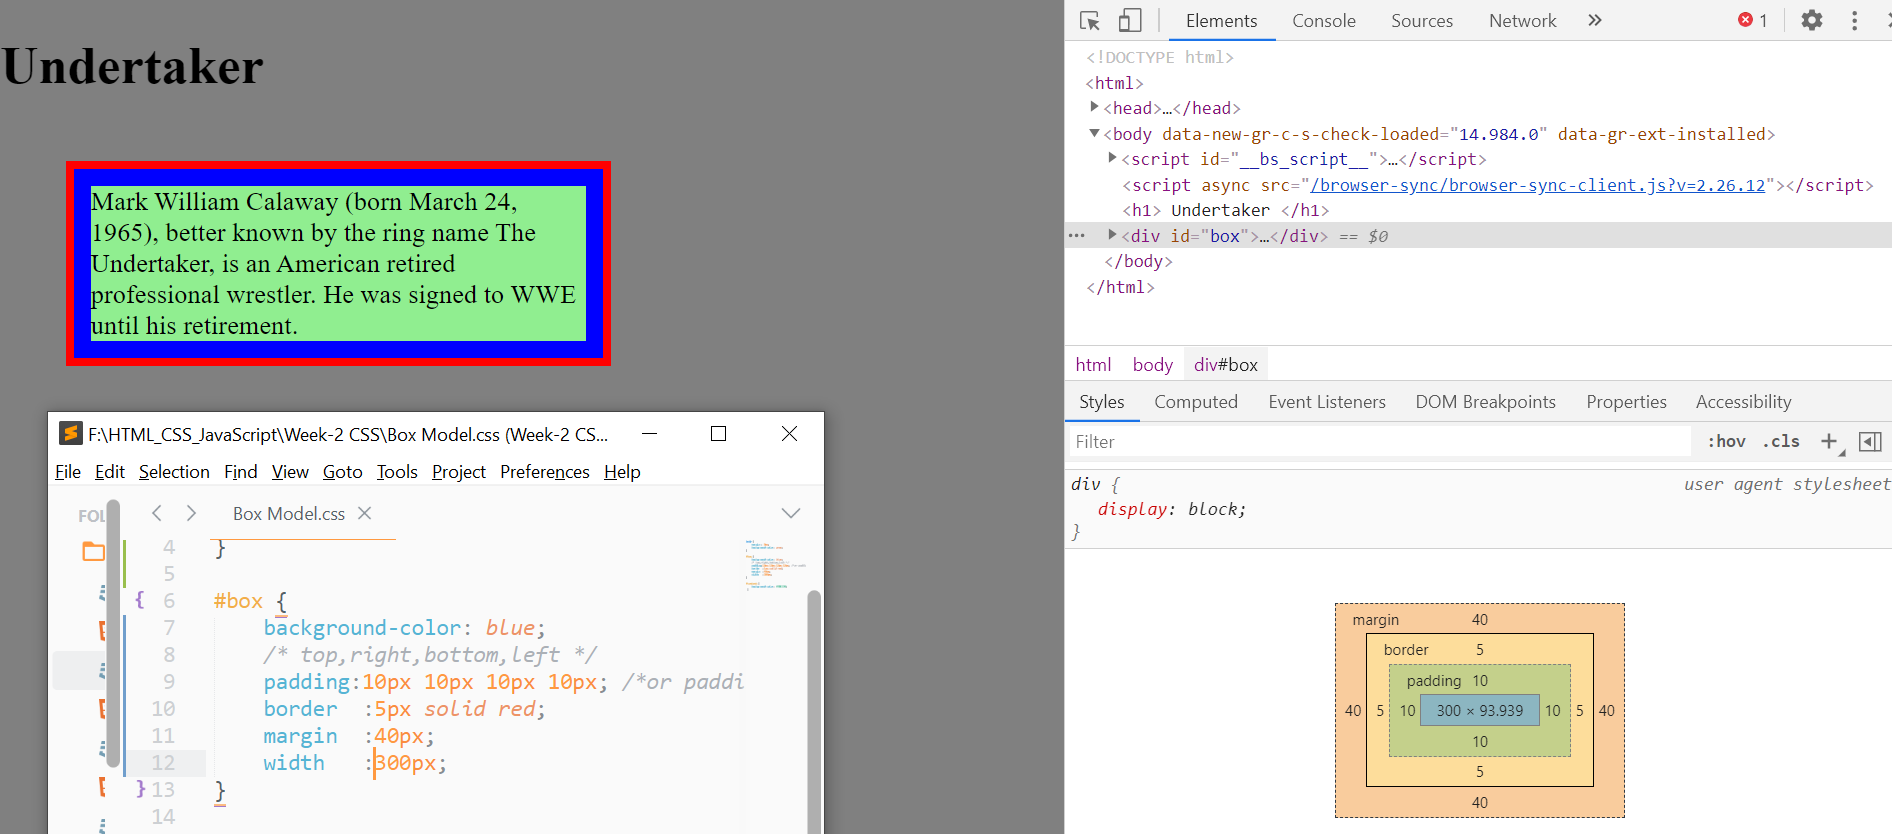 Undertaker
Mark William Calaway (born March 24,
1965), better known by the ring name The
Undertaker, is an American retired
professional wrestler. He was signed to WWE
until his retirement.
F:\HTML_CSS_JavaScript\Week-2 CSS\Box Model.css (Week-2 CS...
File Edit Selection Find View Goto Tools Project Preferences Help
FOL
Box Model.css
4 }
5
{ 6 #box {
7 background-color: blue;
8 /* top,right,bottom,left */
9 padding:10px 10px 10px 10px; /*or paddi
10 border :5px solid red;
11 margin :40px;
12 width :300px;
} 13 }
14
Elements Console Sources Network » 1
<!DOCTYPE html>
<html>
<head>…</head>
<body data-new-gr-c-s-check-loaded="14.984.0" data-gr-ext-installed>
<script id="__bs_script__">…</script>
<script async src="/browser-sync/browser-sync-client.js?v=2.26.12"></script>
<h1> Undertaker </h1>
… <div id="box">…</div> == $0
</body>
</html>
html body div#box
Styles Computed Event Listeners DOM Breakpoints Properties Accessibility
Filter :hov .cls +
div { user agent stylesheet
display: block;
}
margin 40
border 5
padding 10
40 5 10 300 × 93.939 10 5 40
10
5
40